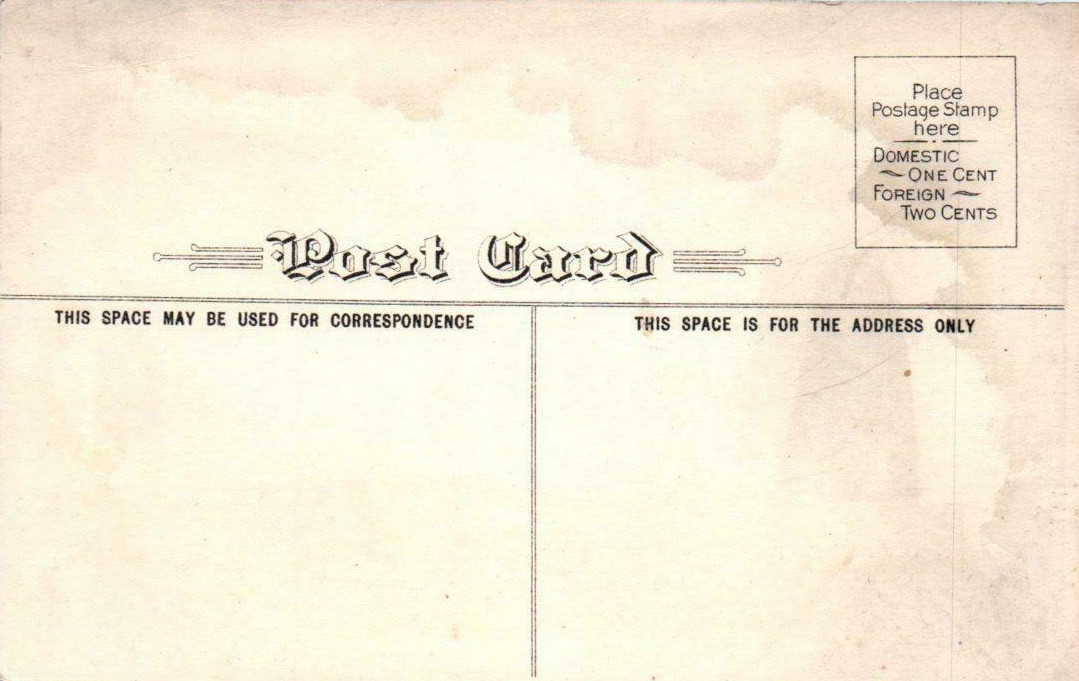 Place
Postage Stamp
here
DOMESTIC
~ ONE CENT
FOREIGN ~
TWO CENTS
Post Card
THIS SPACE MAY BE USED FOR CORRESPONDENCE
THIS SPACE IS FOR THE ADDRESS ONLY